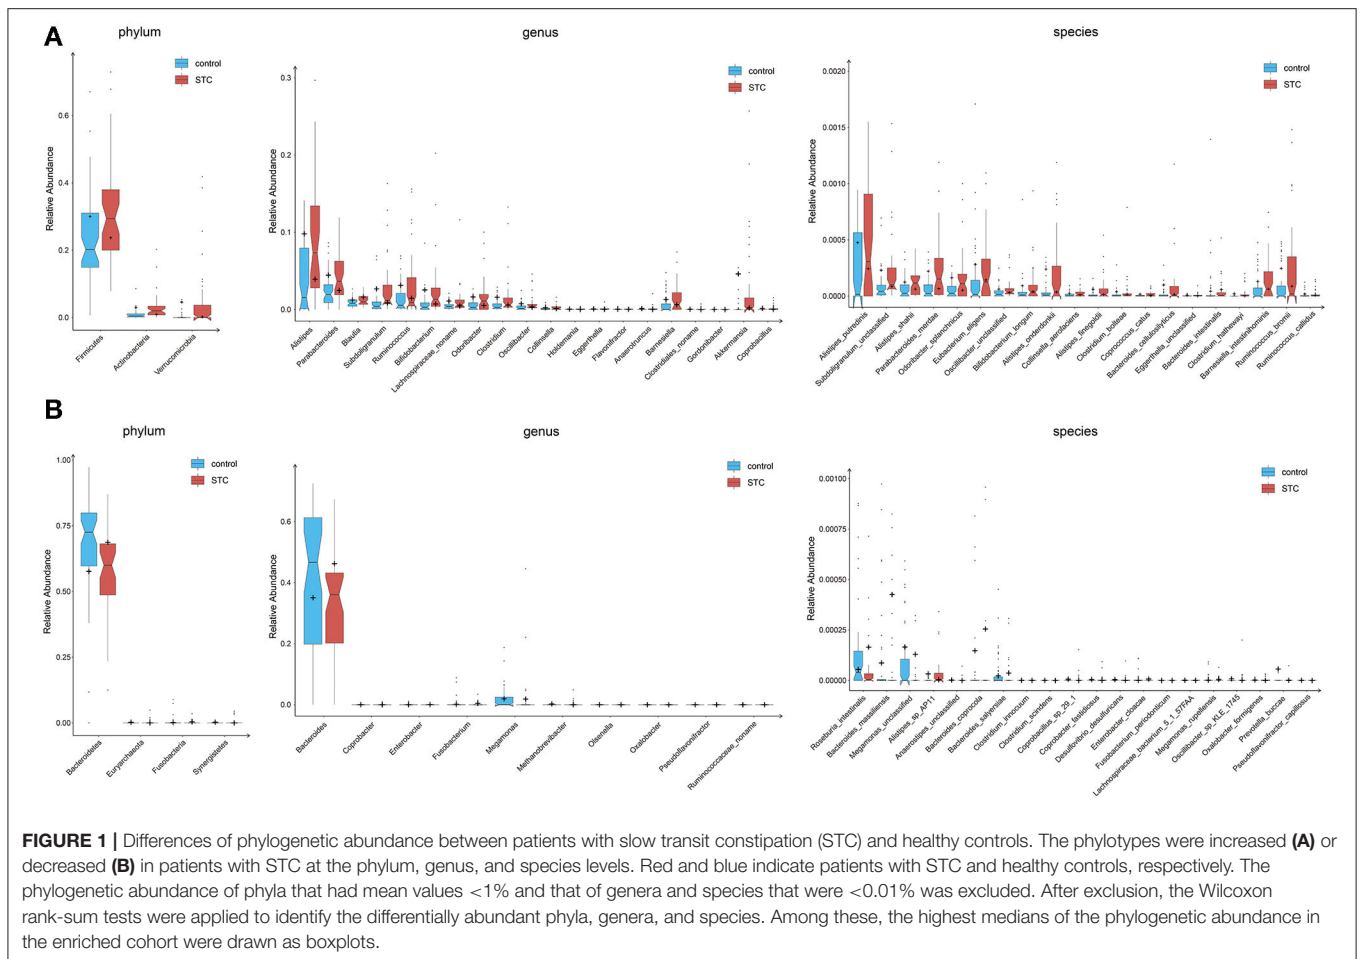 A
phylum
genus
species
control
STC
control
STC
control
STC
Relative Abundance
0.6
0.4
0.2
0.0
Firmicutes
Actinobacteria
Verrucomicrobia
Relative Abundance
0.3
0.2
0.1
0.0
Alistipes
Parabacteroides
Blautia
Subdoligranulum
Ruminococcus
Bifidobacterium
Lachnospiraceae_noname
Odoribacter
Clostridium
Oscillibacter
Collinsella
Holdemania
Eggerthella
Flavonifractor
Anaerotruncus
Barnesiella
Clostridiales_noname
Gordonibacter
Akkermansia
Coprobacillus
Relative Abundance
0.0020
0.0015
0.0010
0.0005
0.0000
Alistipes_putredinis
Subdoligranulum_unclassified
Alistipes_shahii
Parabacteroides_merdae
Odoribacter_splanchnicus
Eubacterium_eligens
Oscillibacter_unclassified
Bifidobacterium_longum
Alistipes_onderdonkii
Collinsella_aerofaciens
Alistipes_finegoldii
Clostridium_bolteae
Coprococcus_catus
Bacteroides_cellulosilyticus
Eggerthella_unclassified
Bacteroides_intestinalis
Clostridium_hathewayi
Barnesiella_intestinihominis
Ruminococcus_bromii
Ruminococcus_callidus
B
phylum
genus
species
control
STC
control
STC
control
STC
Relative Abundance
1.00
0.75
0.50
0.25
0.00
Bacteroidetes
Euryarchaeota
Fusobacteria
Synergistetes
Relative Abundance
0.6
0.4
0.2
0.0
Bacteroides
Coprobacter
Enterobacter
Fusobacterium
Megamonas
Methanobrevibacter
Olsenella
Oxalobacter
Pseudoflavonifractor
Ruminococcaceae_noname
Relative Abundance
0.00100
0.00075
0.00050
0.00025
0.00000
Roseburia_intestinalis
Bacteroides_massiliensis
Megamonas_unclassified
Alistipes_sp_AP11
Anaerostipes_unclassified
Bacteroides_coprocola
Bacteroides_salyersiae
Clostridium_innocuum
Clostridium_scindens
Coprobacillus_sp_29_1
Coprobacter_fastidiosus
Desulfovibrio_desulfuricans
Enterobacter_cloacae
Fusobacterium_periodonticum
Lachnospiraceae_bacterium_5_1_57FAA
Megamonas_rupellensis
Oscillibacter_sp_KLE_1745
Oxalobacter_formigenes
Prevotella_buccae
Pseudoflavonifractor_capillosus
FIGURE 1 | Differences of phylogenetic abundance between patients with slow transit constipation (STC) and healthy controls. The phylotypes were increased (A) or
decreased (B) in patients with STC at the phylum, genus, and species levels. Red and blue indicate patients with STC and healthy controls, respectively. The
phylogenetic abundance of phyla that had mean values <1% and that of genera and species that were <0.01% was excluded. After exclusion, the Wilcoxon
rank-sum tests were applied to identify the differentially abundant phyla, genera, and species. Among these, the highest medians of the phylogenetic abundance in
the enriched cohort were drawn as boxplots.